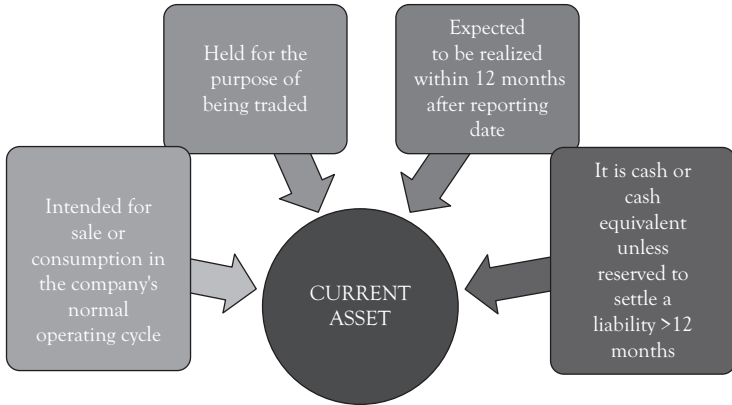 Intended for
sale or
consumption in
the company's
normal
operating cycle
Held for the
purpose of
being traded
Expected
to be realized
within 12 months
after reporting
date
It is cash or
cash
equivalent
unless
reserved to
settle a
liability >12
months
CURRENT
ASSET